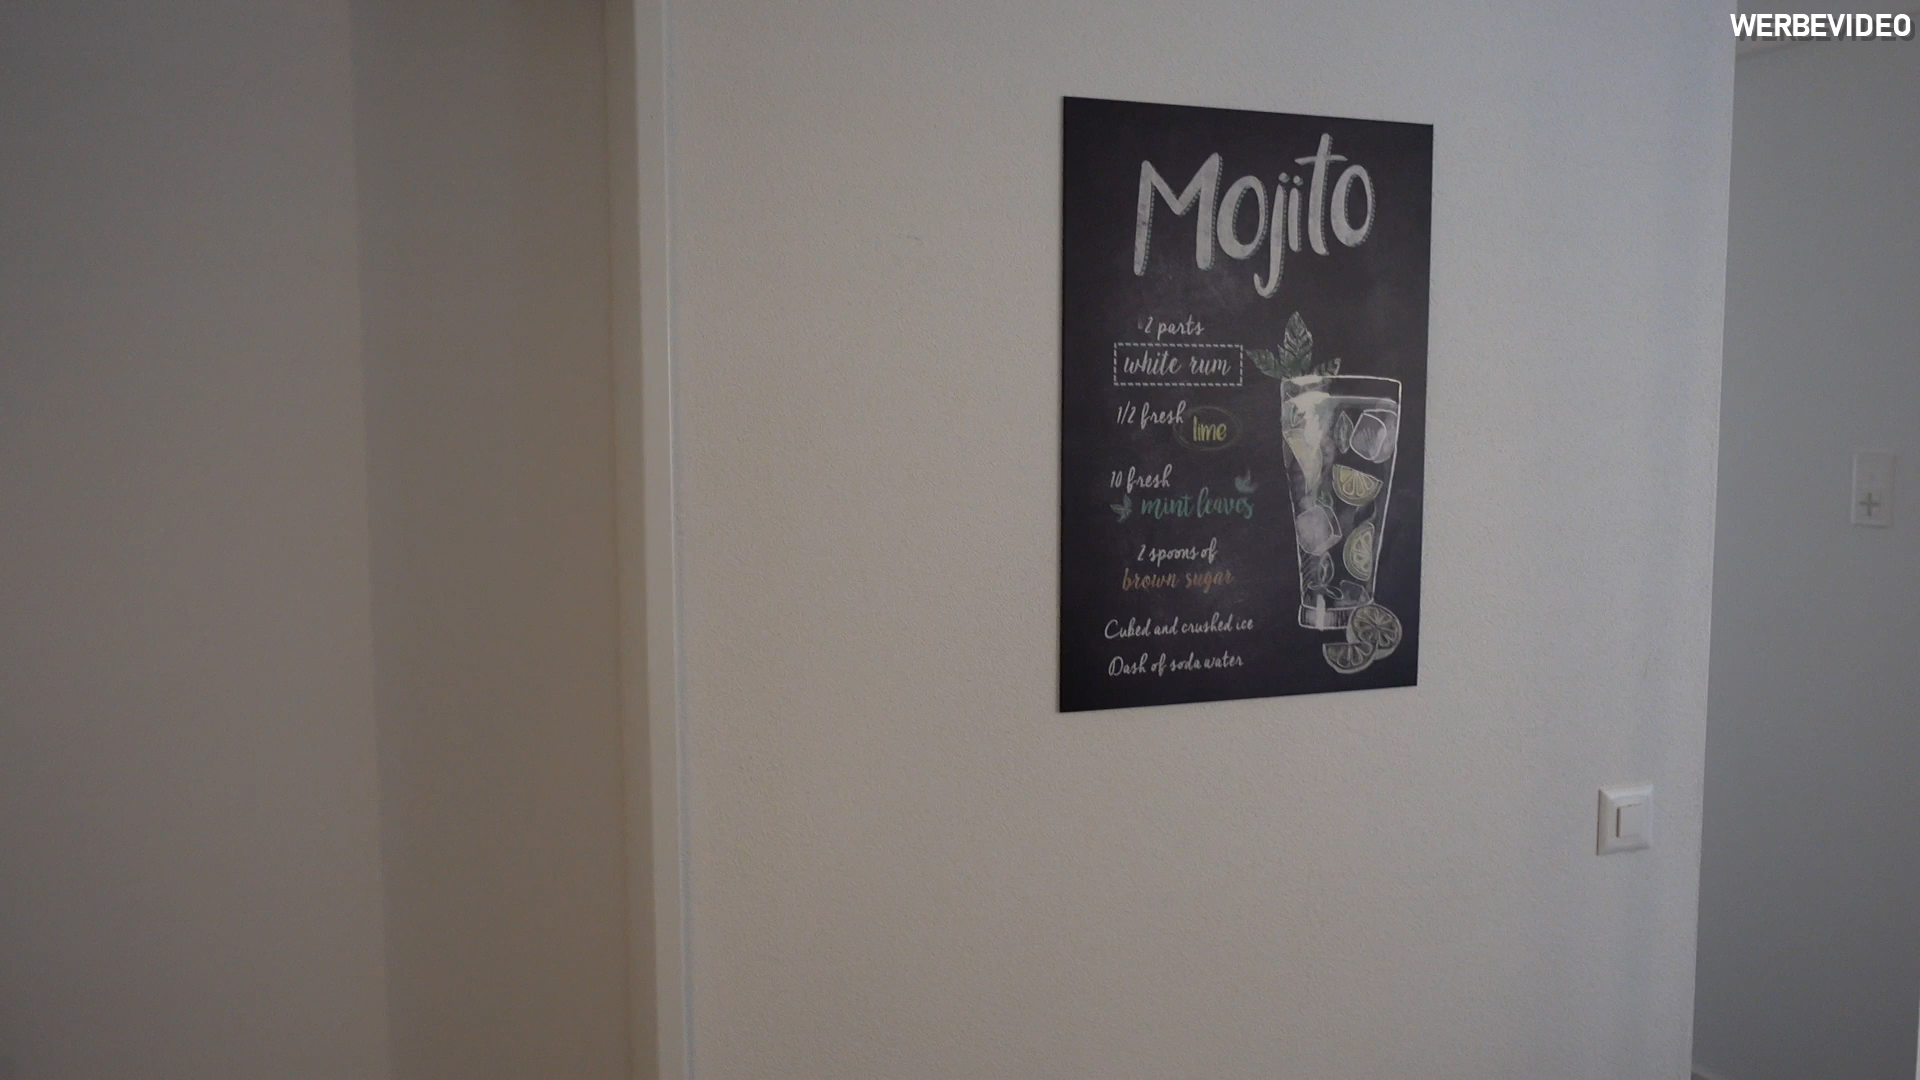 WERBEVIDEO
Mojito
2 parts
white rum
1/2 fresh
lime
10 fresh
mint leaves
2 spoons of
brown sugar
Cubed and crushed ice
Dash of soda water